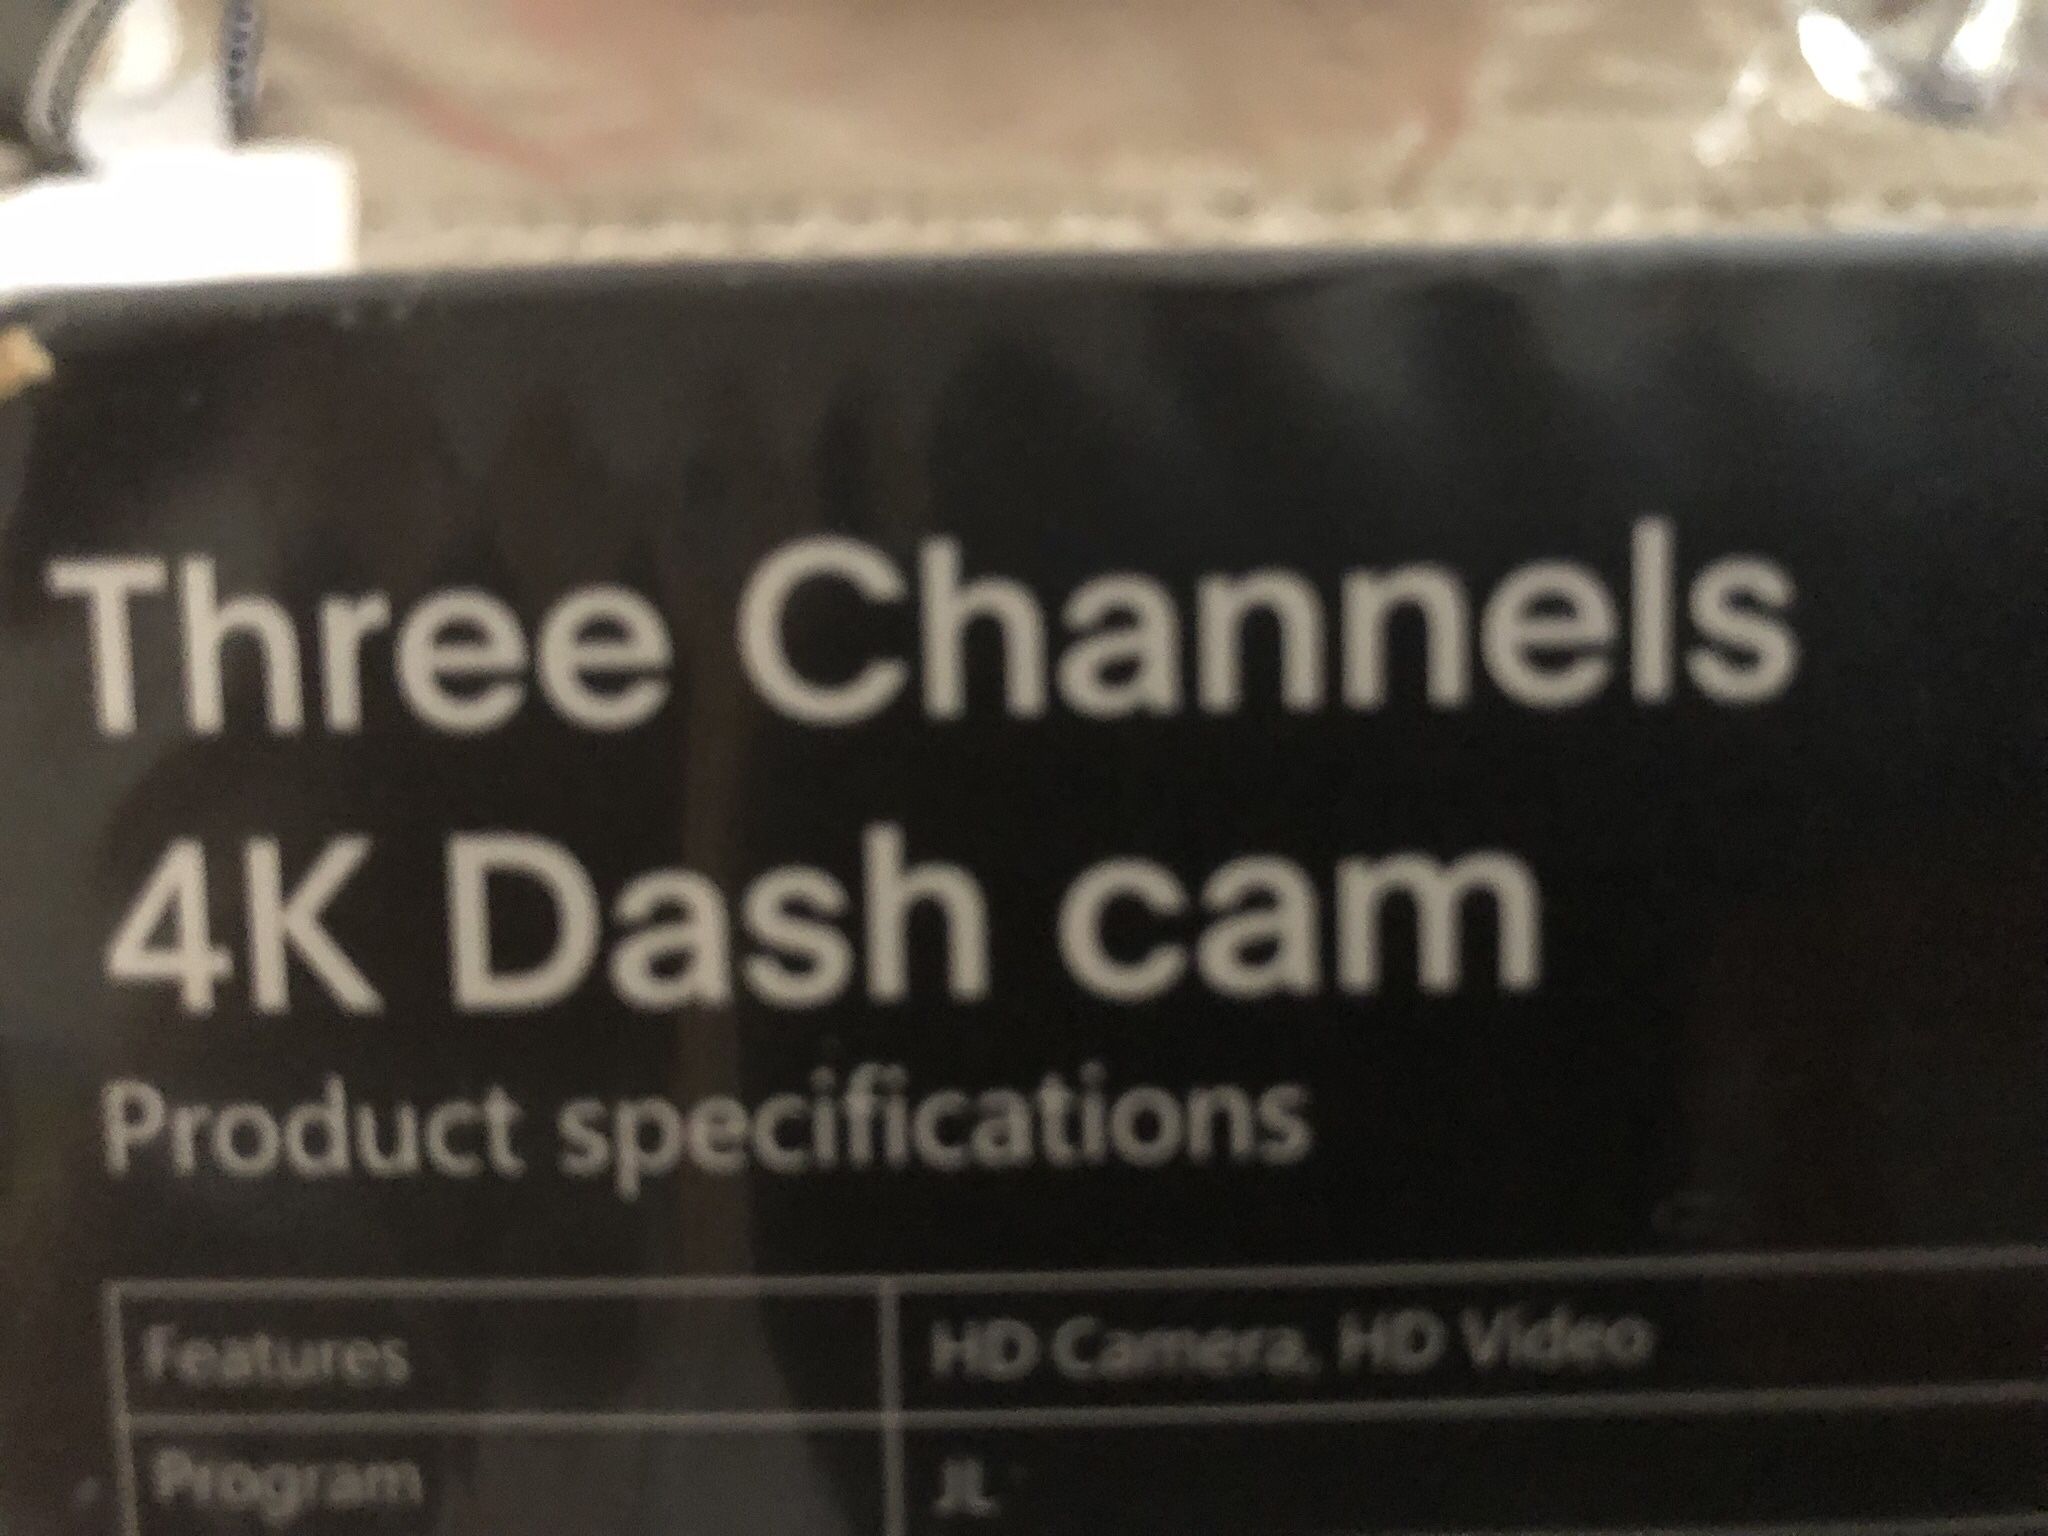 Three Channels
4K Dash cam
Product specifications
Features HD Camera, HD Video
Program JL